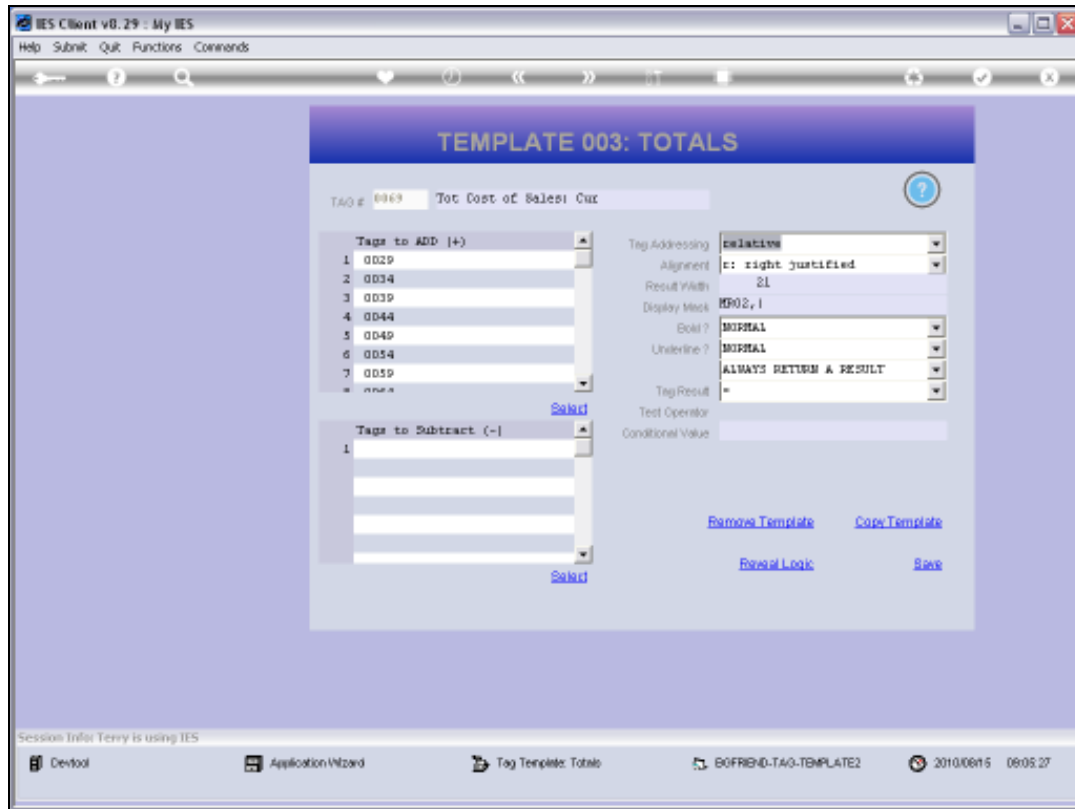 IES Client v8.29 : My IES
Help Submit Quit Functions Commands
TEMPLATE 003: TOTALS
TAG # 0069 Tot Cost of Sales: Cur
Tags to ADD (+)
1 0029
2 0034
3 0039
4 0044
5 0049
6 0054
7 0059
8 0064
Select
Tags to Subtract (-)
1
Select
Tag Addressing relative
Alignment r: right justified
Result Width 21
Display Mask MR02,|
Bold ? NORMAL
Underline ? NORMAL
ALWAYS RETURN A RESULT
Tag Result =
Test Operator
Conditional Value
Remove Template Copy Template
Reveal Logic Save
Session Info: Terry is using IES
Devtool Application Wizard Tag Template: Totals BGFRIEND-TAG-TEMPLATE2 2010/08/15 09:05:27